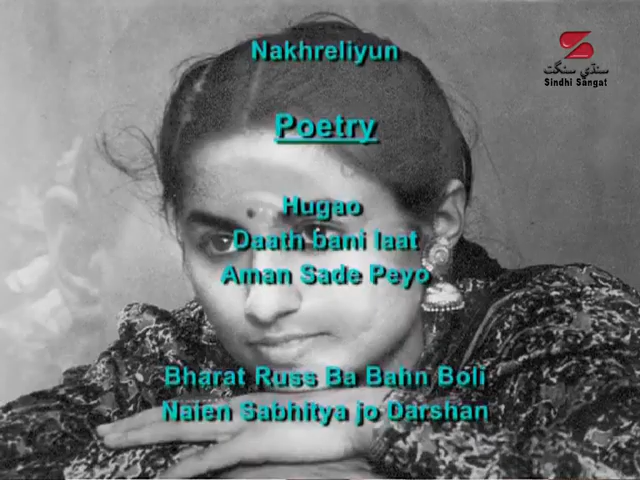 Nakhreliyun
سنڌي سنگت
Sindhi Sangat
Poetry
Hugao
Daath bani laat
Aman Sade Peyo
Bharat Russ Ba Bahn Boli
Naien Sabhitya jo Darshan